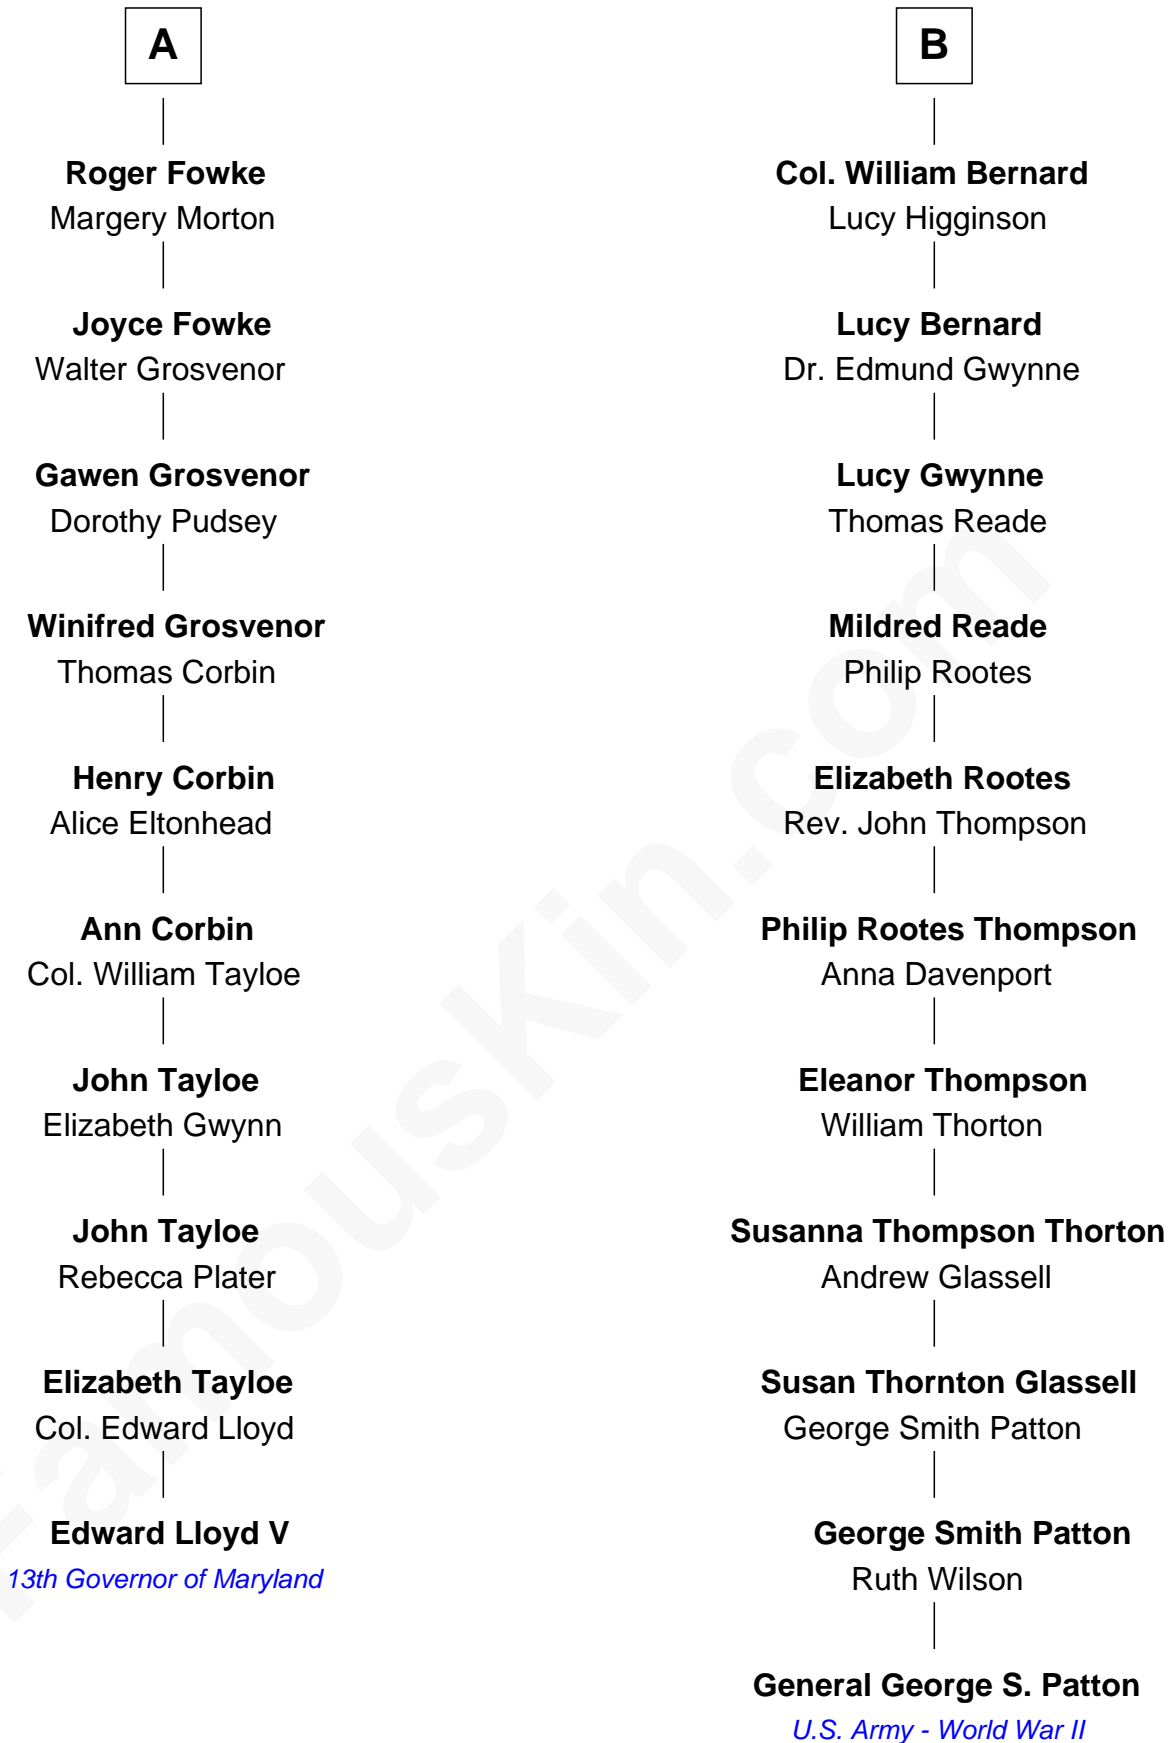 A
Roger Fowke
Margery Morton
Joyce Fowke
Walter Grosvenor
Gawen Grosvenor
Dorothy Pudsey
Winifred Grosvenor
Thomas Corbin
Henry Corbin
Alice Eltonhead
Ann Corbin
Col. William Tayloe
John Tayloe
Elizabeth Gwynn
John Tayloe
Rebecca Plater
Elizabeth Tayloe
Col. Edward Lloyd
Edward Lloyd V
13th Governor of Maryland
B
Col. William Bernard
Lucy Higginson
Lucy Bernard
Dr. Edmund Gwynne
Lucy Gwynne
Thomas Reade
Mildred Reade
Philip Rootes
Elizabeth Rootes
Rev. John Thompson
Philip Rootes Thompson
Anna Davenport
Eleanor Thompson
William Thorton
Susanna Thompson Thorton
Andrew Glassell
Susan Thornton Glassell
George Smith Patton
George Smith Patton
Ruth Wilson
General George S. Patton
U.S. Army - World War II
FamousKin.com